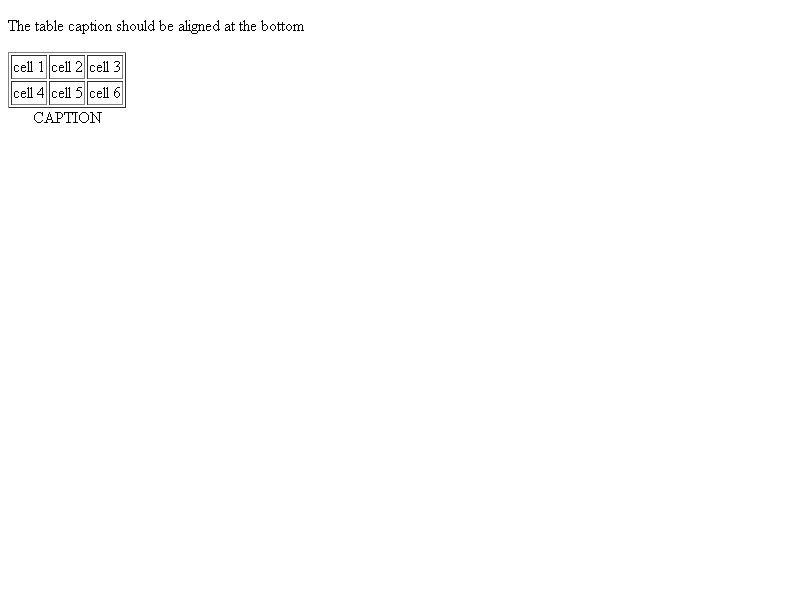 The table caption should be aligned at the bottom
cell 1 cell 2 cell 3
cell 4 cell 5 cell 6
CAPTION